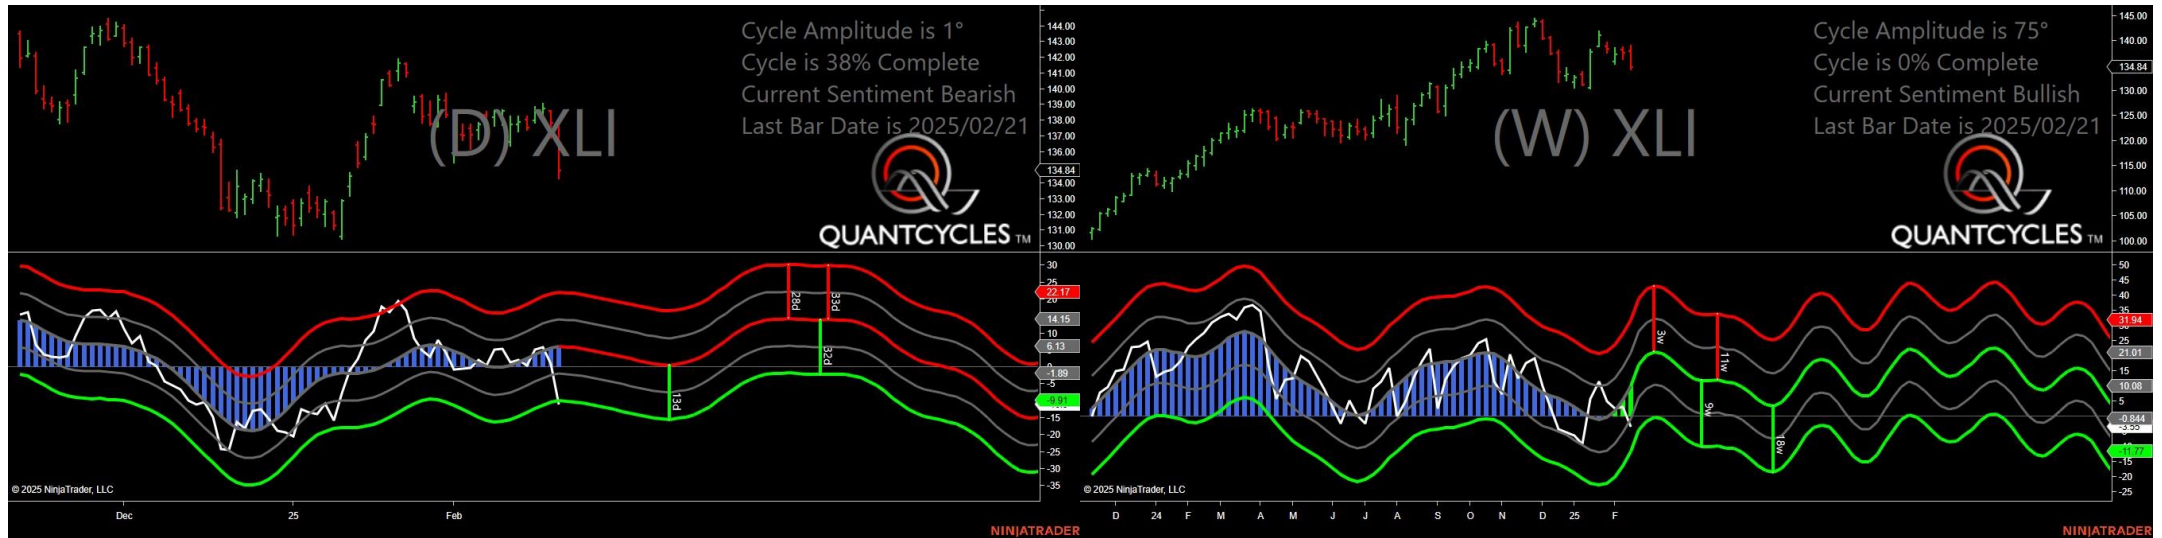 Cycle Amplitude is 1°
Cycle is 38% Complete
Current Sentiment Bearish
Last Bar Date is 2025/02/21
(D) XLI
QUANTCYCLES TM
144.00
143.00
142.00
141.00
140.00
139.00
138.00
137.00
136.00
134.84
134.00
133.00
132.00
131.00
130.00
30
25
22.17
20
14.15
10
6.13
-1.89
-5
-9.91
-15
-20
-25
-30
-35
28d
33d
32d
13d
© 2025 NinjaTrader, LLC
Dec
25
Feb
NINJATRADER
Cycle Amplitude is 75°
Cycle is 0% Complete
Current Sentiment Bullish
Last Bar Date is 2025/02/21
(W) XLI
QUANTCYCLES TM
145.00
140.00
134.84
130.00
125.00
120.00
115.00
110.00
105.00
100.00
50
45
40
35
31.94
25
21.01
15
10.08
5
-0.844
-3.55
-11.77
-15
-20
-25
3w
11w
9w
18w
© 2025 NinjaTrader, LLC
D
24
F
M
A
M
J
J
A
S
O
N
D
25
F
NINJATRADER